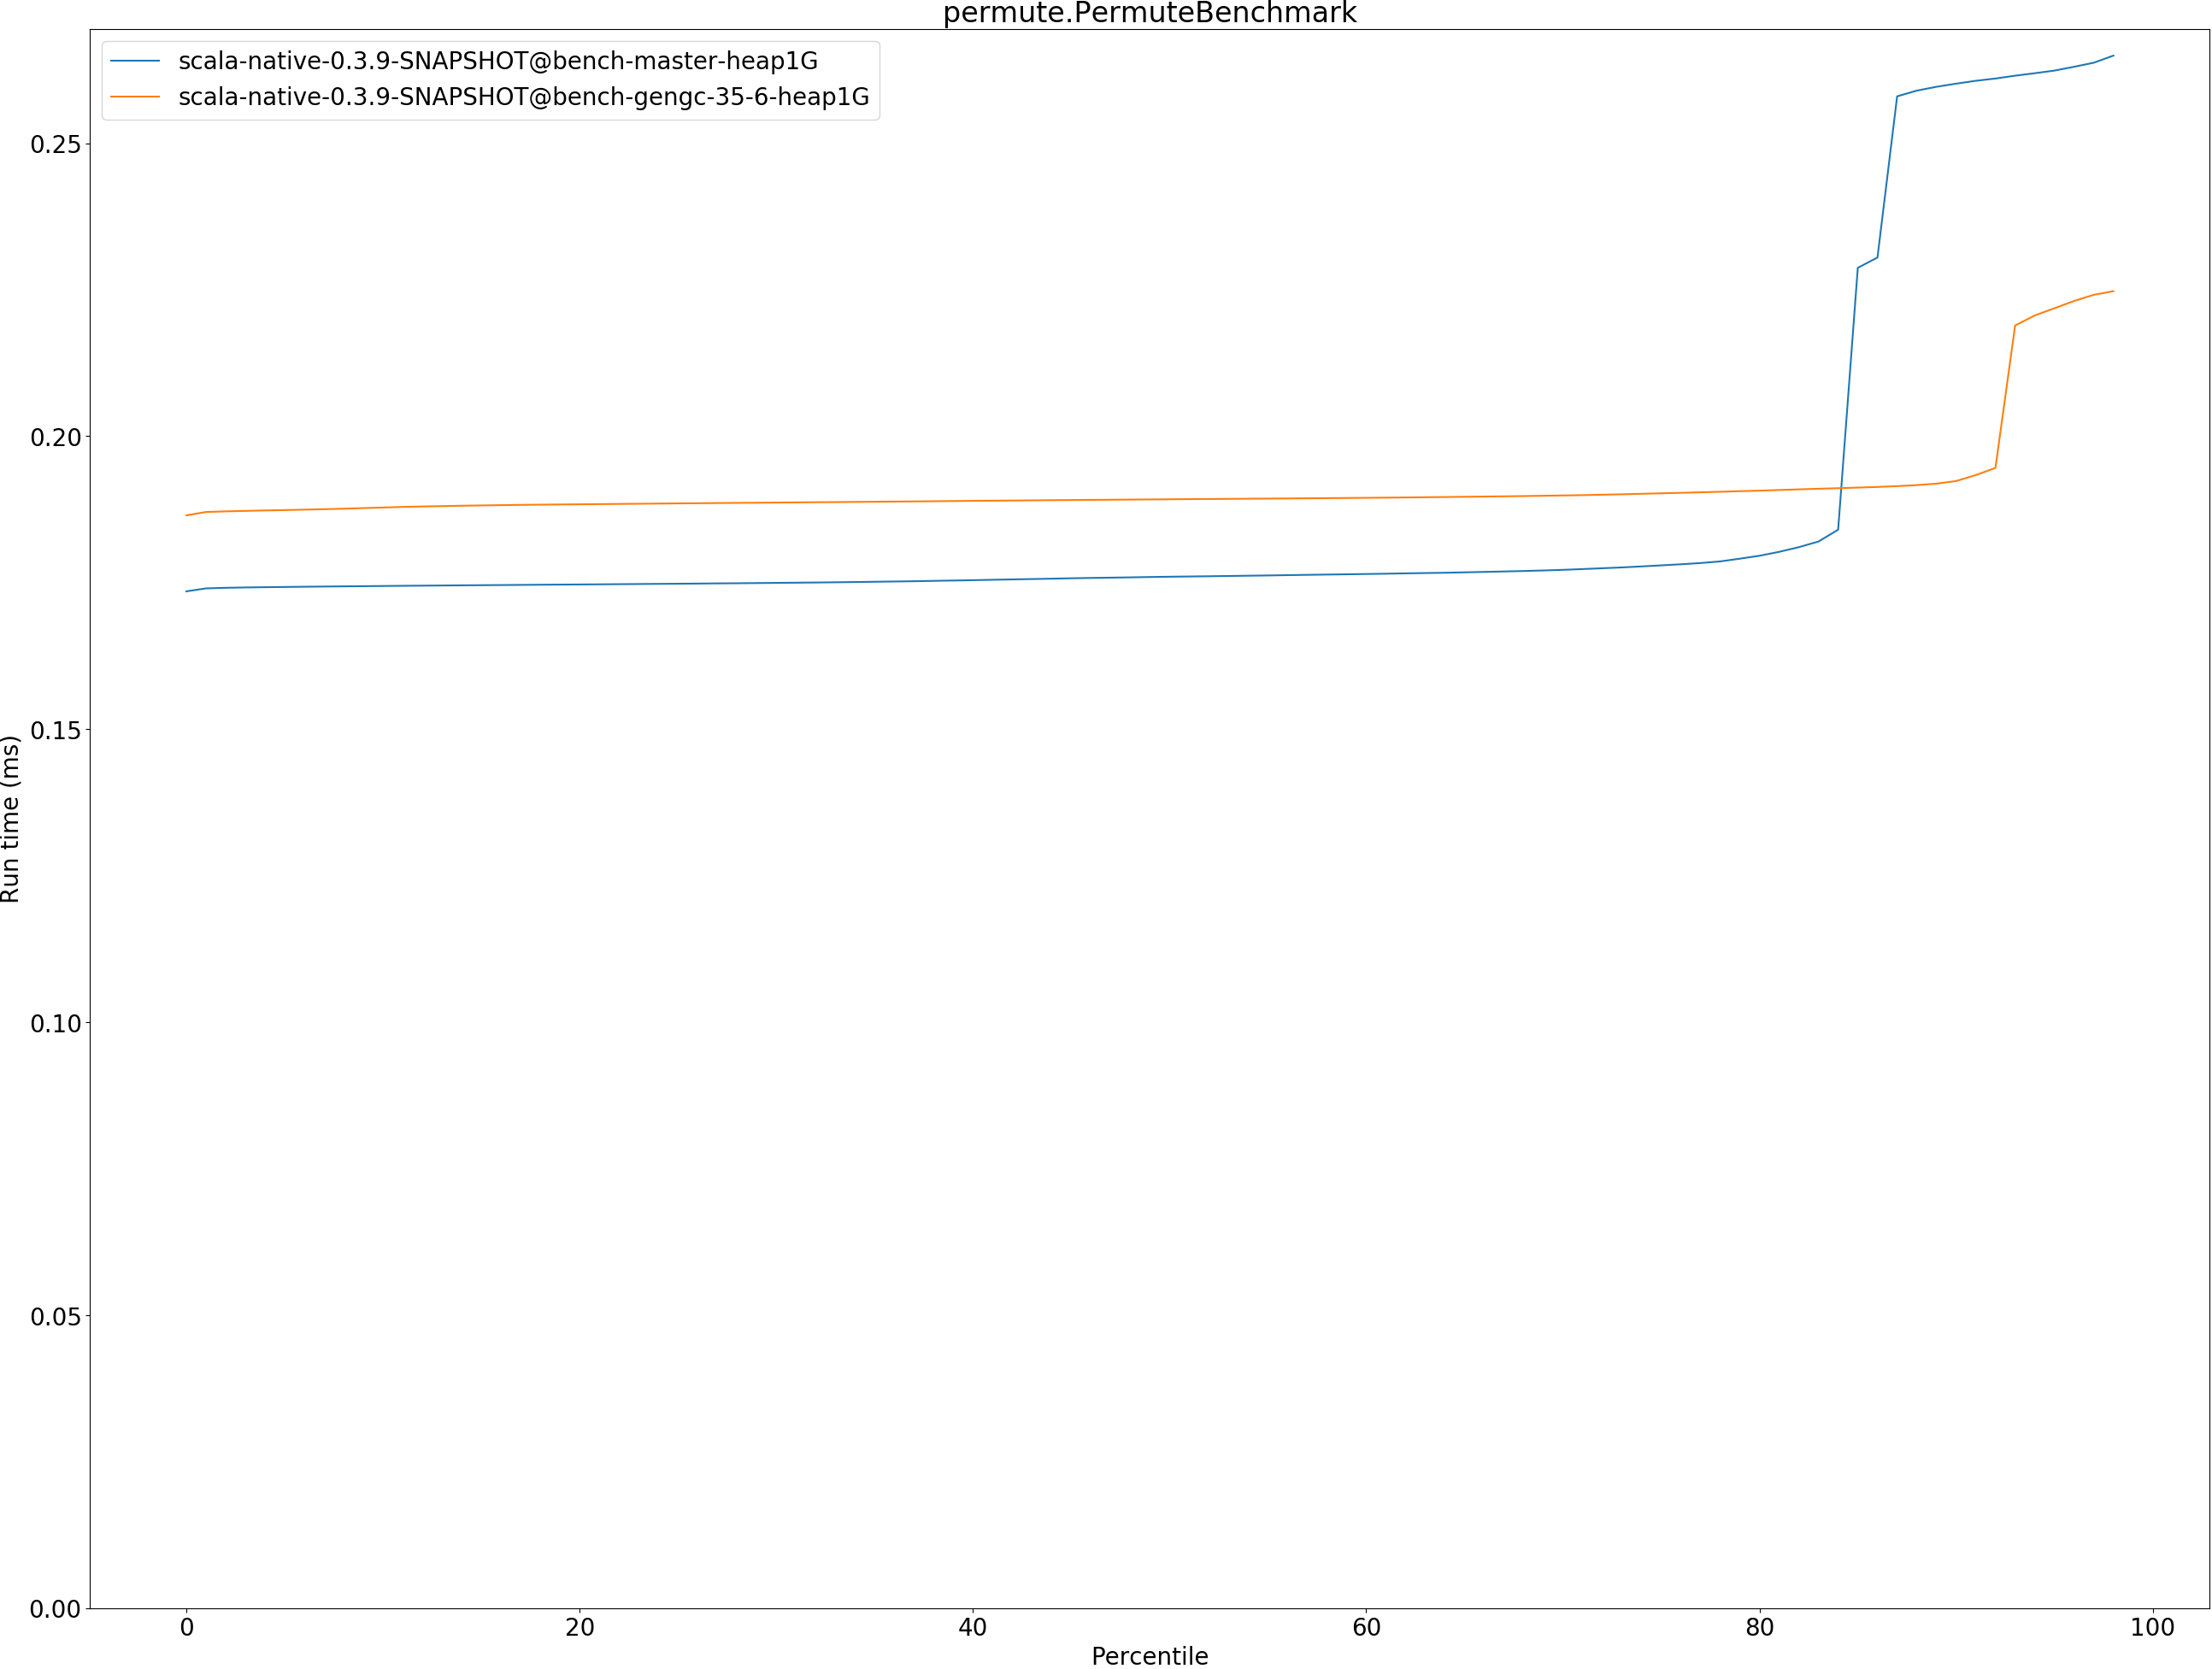 permute.PermuteBenchmark
scala-native-0.3.9-SNAPSHOT@bench-master-heap1G
scala-native-0.3.9-SNAPSHOT@bench-gengc-35-6-heap1G
0.25
0.20
0.15
0.10
0.05
0.00
Run time (ms)
0 20 40 60 80 100
Percentile